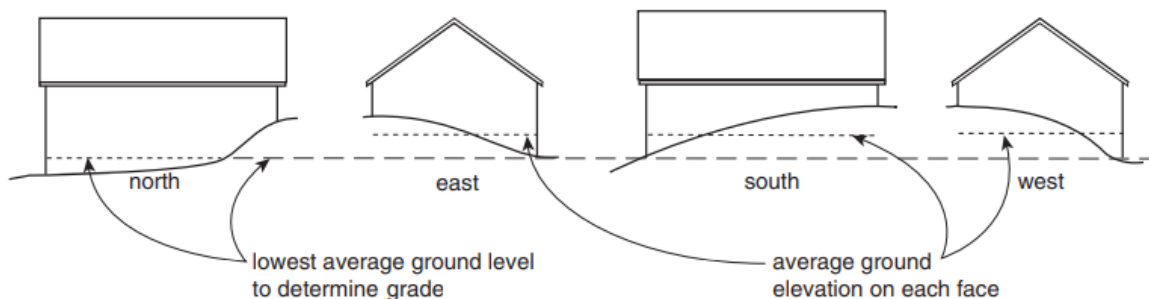 north
east
south
west
lowest average ground level
to determine grade
average ground
elevation on each face